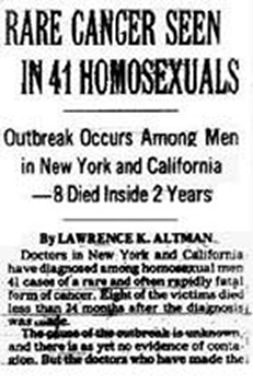 RARE CANCER SEEN
IN 41 HOMOSEXUALS
Outbreak Occurs Among Men
in New York and California
—8 Died Inside 2 Years
By LAWRENCE K. ALTMAN
Doctors in New York and California
have diagnosed among homosexual men
41 cases of a rare and often rapidly fatal
form of cancer. Eight of the victims died
less than 24 months after the diagnosis
was made.
The cause of the outbreak is unknown,
and there is as yet no evidence of conta-
gion. But the doctors who have made the